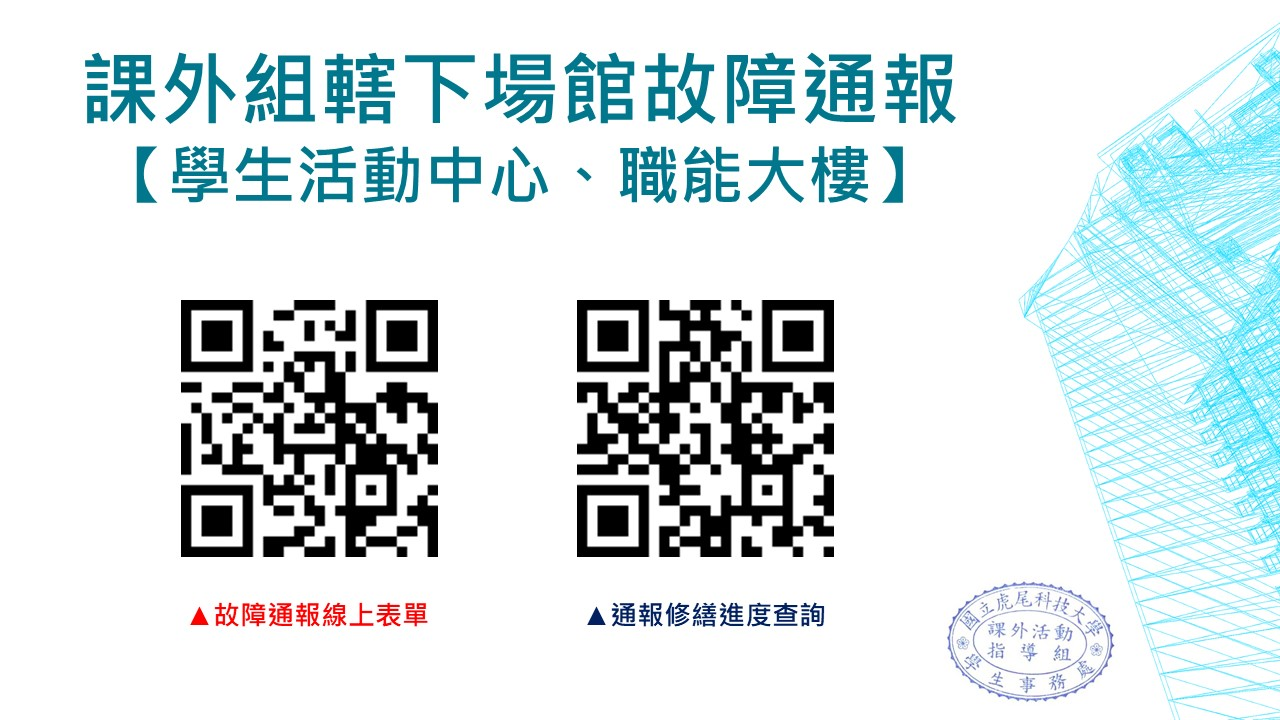 課外組轄下場館故障通報
【學生活動中心、職能大樓】
▲故障通報線上表單
▲通報修繕進度查詢
國立虎尾科技大學
課外活動
指導組
學生事務處